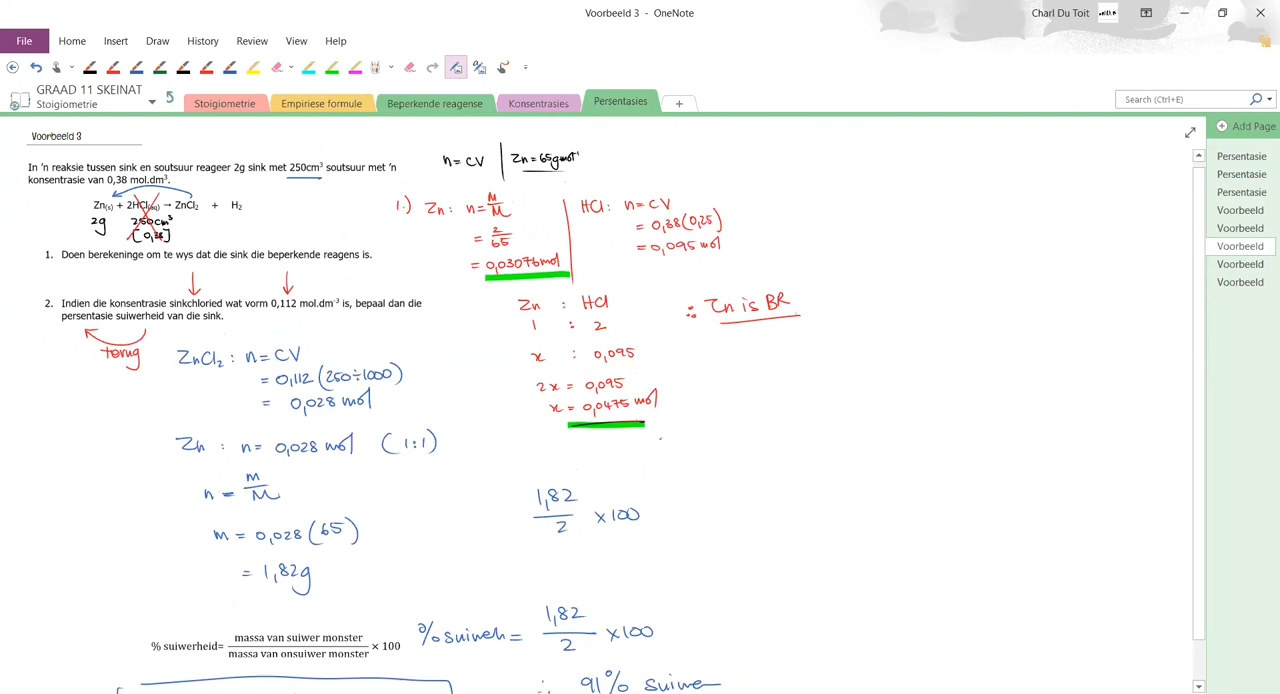 Voorbeeld 3 - OneNote
Charl Du Toit
File Home Insert Draw History Review View Help
GRAAD 11 SKEINAT
Stoigiometrie
Stoigiometrie Empiriese formule Beperkende reagense Konsentrasies Persentasies +
Search (Ctrl+E)
Add Page
Persentasie
Persentasie
Persentasie
Voorbeeld
Voorbeeld
Voorbeeld
Voorbeeld
Voorbeeld
Voorbeeld 3
In 'n reaksie tussen sink en soutsuur reageer 2g sink met 250cm³ soutsuur met 'n
konsentrasie van 0,38 mol.dm³.
Zn(s) + 2HCl(aq) → ZnCl2 + H2
2g 250cm³
[0,38]
1. Doen berekeninge om te wys dat die sink die beperkende reagens is.
2. Indien die konsentrasie sinkchloried wat vorm 0,112 mol.dm⁻³ is, bepaal dan die
persentasie suiwerheid van die sink.
terug
ZnCl2 : n = CV
= 0,112 (250÷1000)
= 0,028 mol
Zn : n = 0,028 mol (1:1)
n = m/M
m = 0,028 (65)
= 1,82g
% suiwerheid= massa van suiwer monster / massa van onsuiwer monster × 100
n = CV | Zn = 65gmol⁻¹
1.) Zn: n = M/M
= 2/65
= 0,03076mol
HCl: n = CV
= 0,38(0,25)
= 0,095 mol
Zn : HCl
1 : 2
x : 0,095
2x = 0,095
x = 0,0475 mol
∴ Zn is BR
1,82/2 ×100
% suiweh = 1,82/2 ×100
∴ 91% suiwer